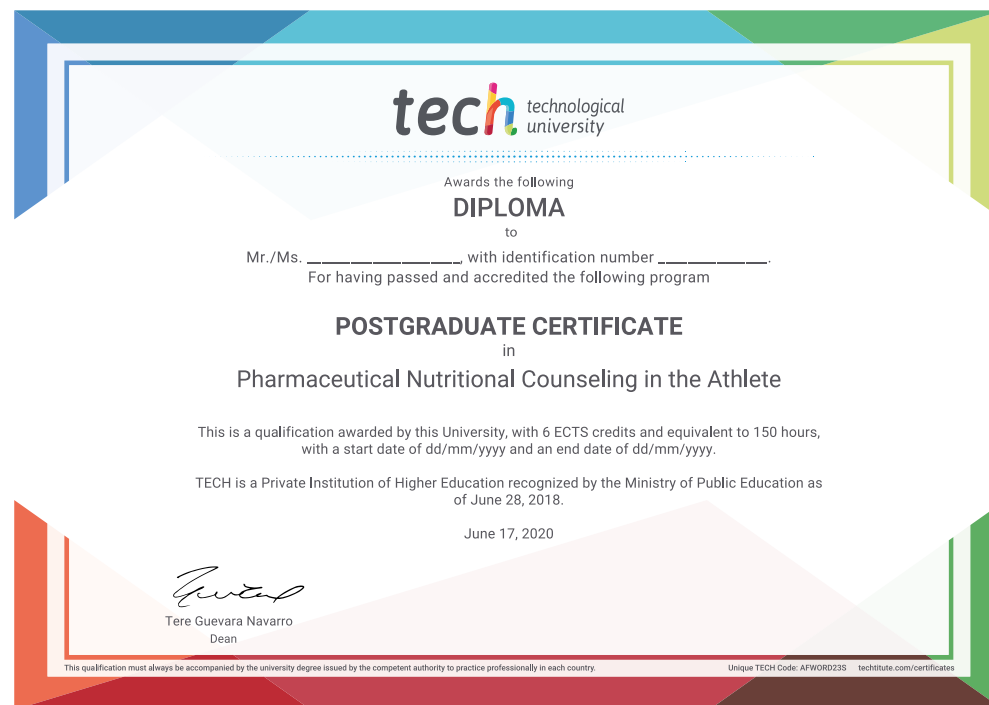 tech technological
university
Awards the following
DIPLOMA
to
Mr./Ms. ____________________, with identification number ______________.
For having passed and accredited the following program
POSTGRADUATE CERTIFICATE
in
Pharmaceutical Nutritional Counseling in the Athlete
This is a qualification awarded by this University, with 6 ECTS credits and equivalent to 150 hours,
with a start date of dd/mm/yyyy and an end date of dd/mm/yyyy.
TECH is a Private Institution of Higher Education recognized by the Ministry of Public Education as
of June 28, 2018.
June 17, 2020
Tere Guevara Navarro
Dean
This qualification must always be accompanied by the university degree issued by the competent authority to practice professionally in each country.
Unique TECH Code: AFWORD23S techtitute.com/certificates